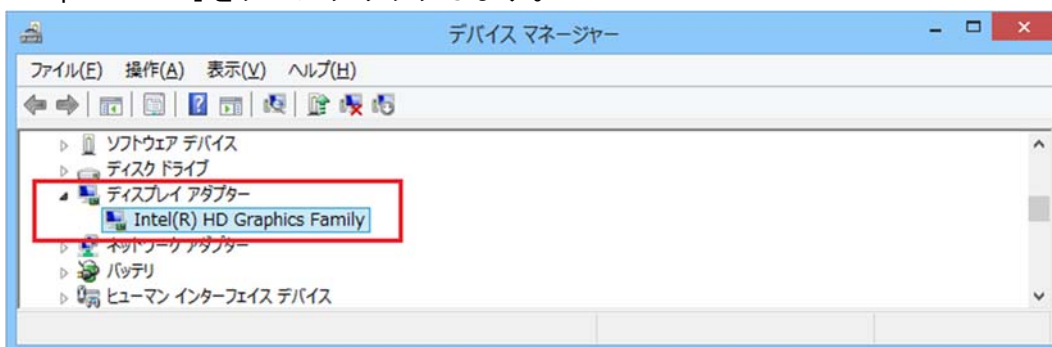 デバイス マネージャー
ファイル(F) 操作(A) 表示(V) ヘルプ(H)
ソフトウェア デバイス
ディスク ドライブ
ディスプレイ アダプター
Intel(R) HD Graphics Family
ネットワーク アダプター
バッテリ
ヒューマン インターフェイス デバイス